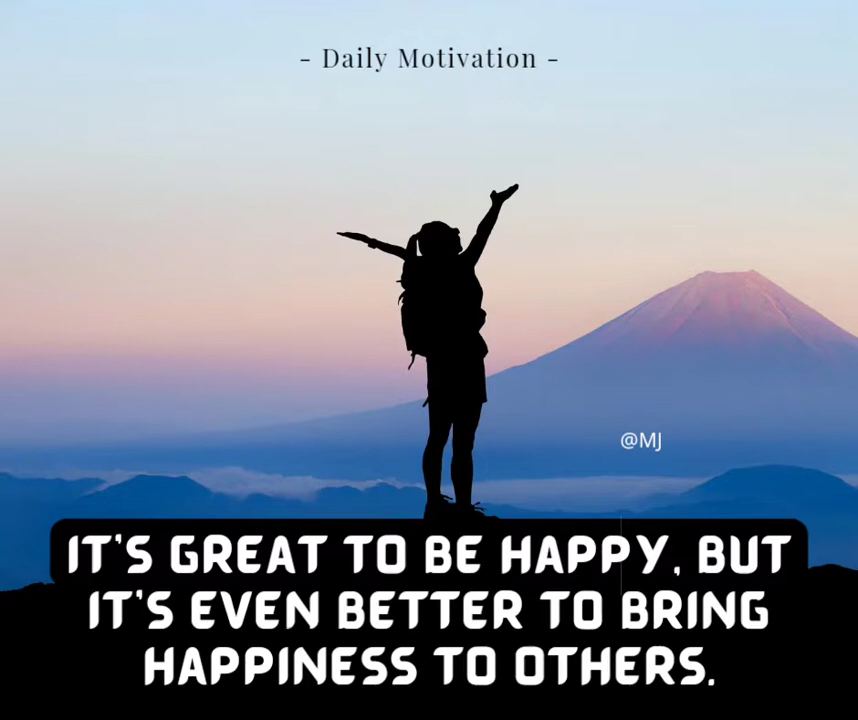 - Daily Motivation -
@MJ
IT'S GREAT TO BE HAPPY, BUT
IT'S EVEN BETTER TO BRING
HAPPINESS TO OTHERS.